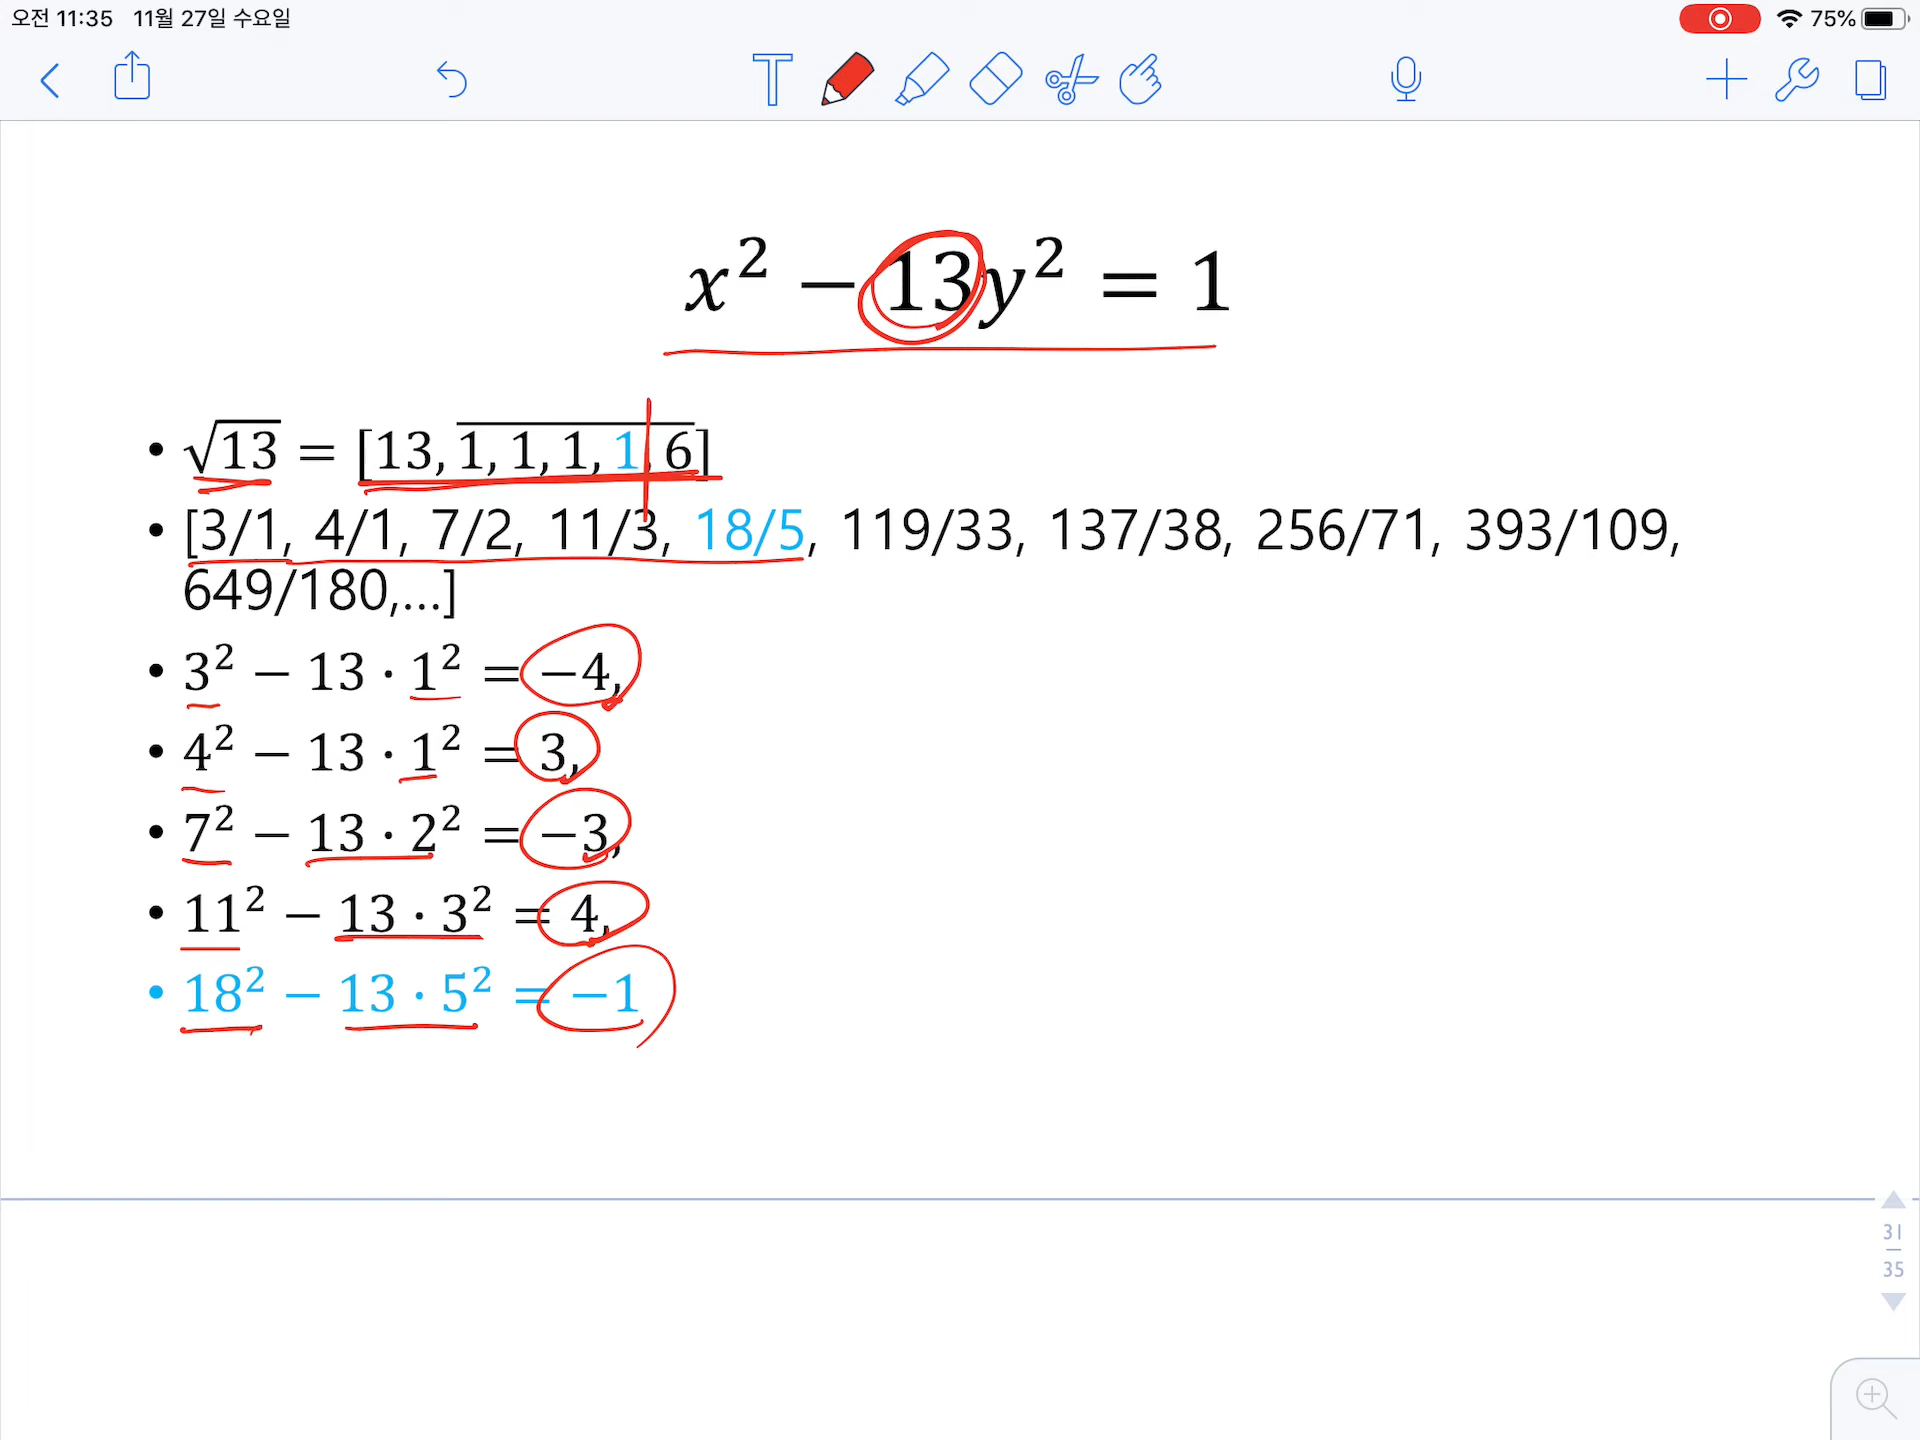 오전 11:35 11월 27일 수요일
75%
T
x² − 13y² = 1
• √13 = [13, 1, 1, 1, 1, 6]
• [3/1, 4/1, 7/2, 11/3, 18/5, 119/33, 137/38, 256/71, 393/109,
649/180,...]
• 3² − 13 · 1² = −4,
• 4² − 13 · 1² = 3,
• 7² − 13 · 2² = −3,
• 11² − 13 · 3² = 4,
• 18² − 13 · 5² = −1
31
35